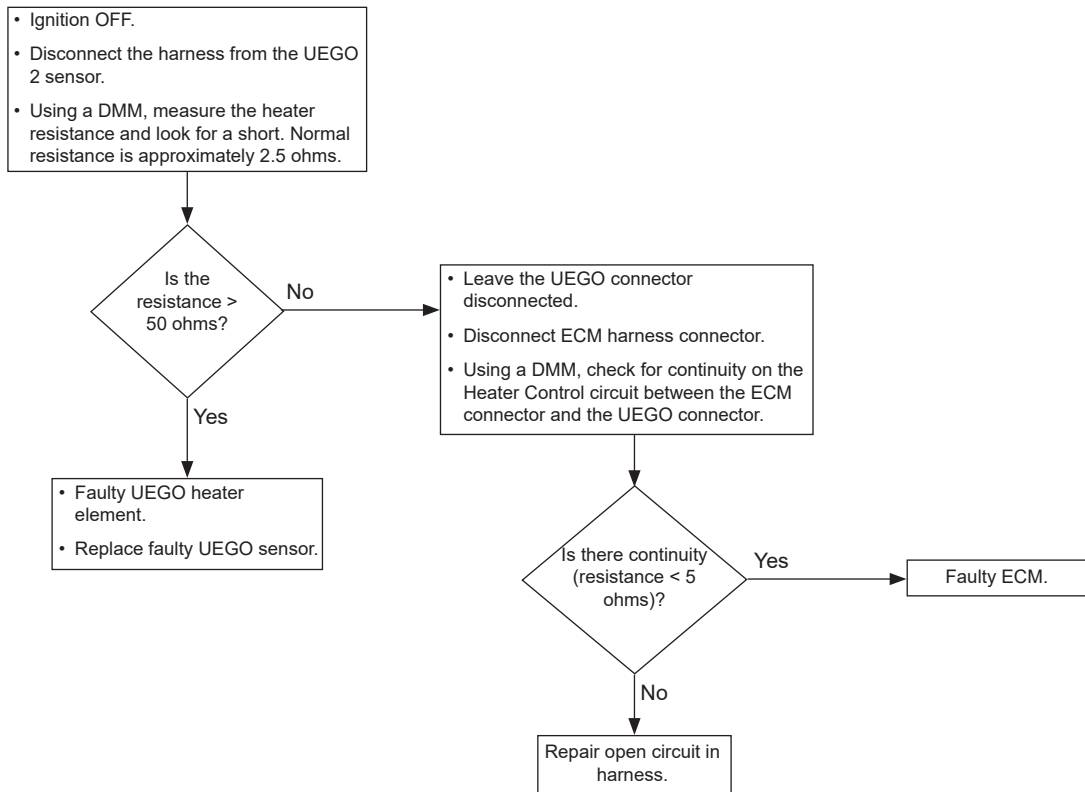 • Ignition OFF.
• Disconnect the harness from the UEGO
2 sensor.
• Using a DMM, measure the heater
resistance and look for a short. Normal
resistance is approximately 2.5 ohms.
Is the
resistance >
50 ohms?
No
Yes
• Leave the UEGO connector
disconnected.
• Disconnect ECM harness connector.
• Using a DMM, check for continuity on the
Heater Control circuit between the ECM
connector and the UEGO connector.
• Faulty UEGO heater
element.
• Replace faulty UEGO sensor.
Is there continuity
(resistance < 5
ohms)?
Yes
Faulty ECM.
No
Repair open circuit in
harness.